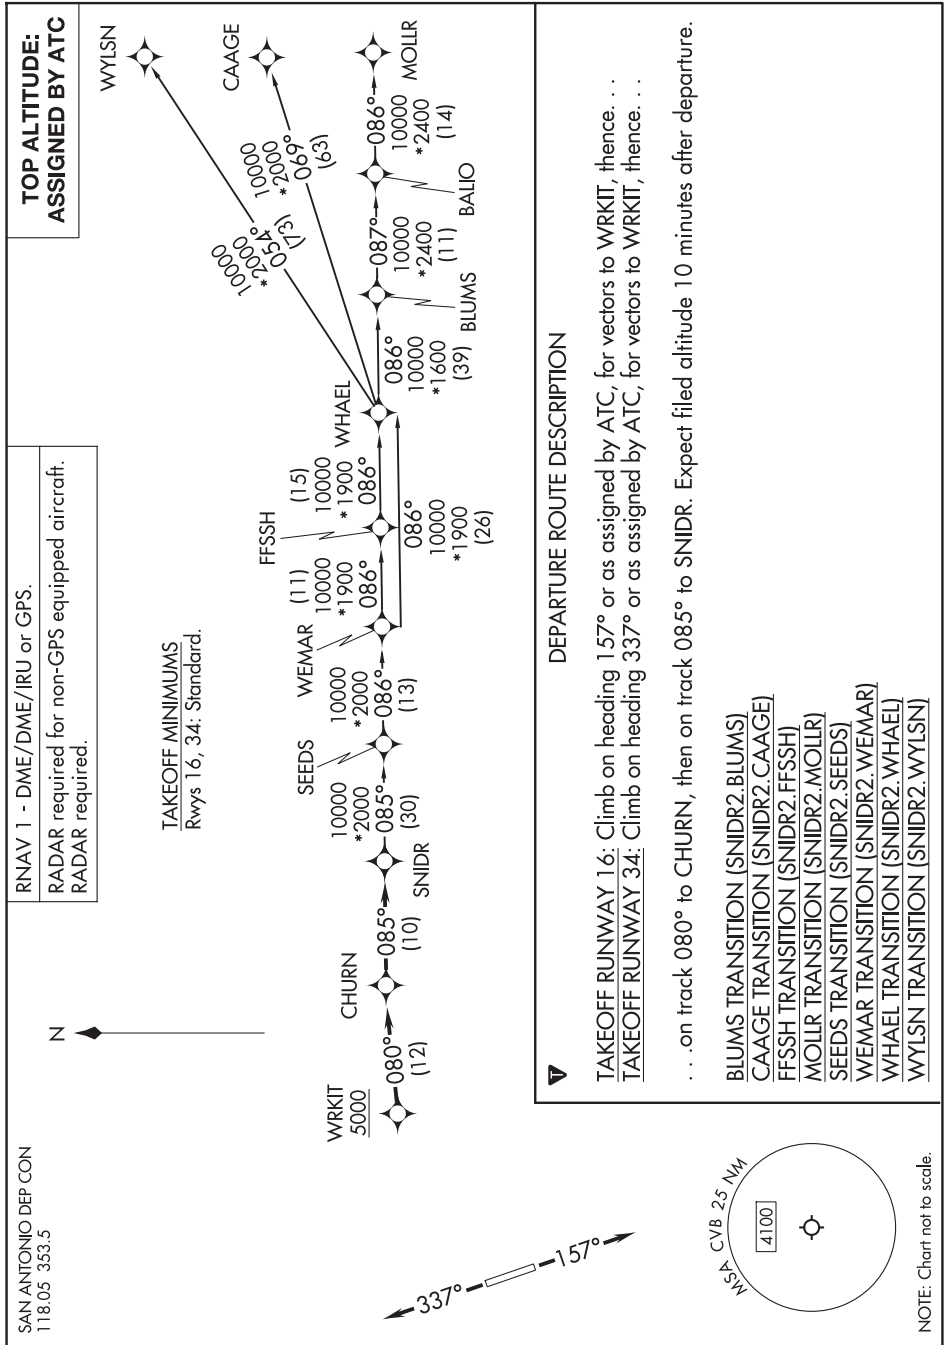 SAN ANTONIO DEP CON
118.05 353.5
RNAV 1 - DME/DME/IRU or GPS.
RADAR required for non-GPS equipped aircraft.
RADAR required.
TOP ALTITUDE:
ASSIGNED BY ATC
N
TAKEOFF MINIMUMS
Rwys 16, 34: Standard.
WRKIT
5000
080°
(12)
CHURN
085°
(10)
SNIDR
10000
*2000
085°
(30)
SEEDS
10000
*2000
086°
(13)
WEMAR
(11)
10000
*1900
086°
FFSSH
(15)
10000
*1900
086°
086°
10000
*1900
(26)
WHAEL
10000
*2000
054°
(73)
WYLSN
10000
*2000
069°
(63)
CAAGE
086°
10000
*1600
(39)
BLUMS
087°
10000
*2400
(11)
BALIO
086°
10000
*2400
(14)
MOLLR
337°
157°
MSA CVB 25 NM
4100
NOTE: Chart not to scale.
T
DEPARTURE ROUTE DESCRIPTION
TAKEOFF RUNWAY 16: Climb on heading 157° or as assigned by ATC, for vectors to WRKIT, thence. . .
TAKEOFF RUNWAY 34: Climb on heading 337° or as assigned by ATC, for vectors to WRKIT, thence. . .
. . .on track 080° to CHURN, then on track 085° to SNIDR. Expect filed altitude 10 minutes after departure.
BLUMS TRANSITION (SNIDR2.BLUMS)
CAAGE TRANSITION (SNIDR2.CAAGE)
FFSSH TRANSITION (SNIDR2.FFSSH)
MOLLR TRANSITION (SNIDR2.MOLLR)
SEEDS TRANSITION (SNIDR2.SEEDS)
WEMAR TRANSITION (SNIDR2.WEMAR)
WHAEL TRANSITION (SNIDR2.WHAEL)
WYLSN TRANSITION (SNIDR2.WYLSN)